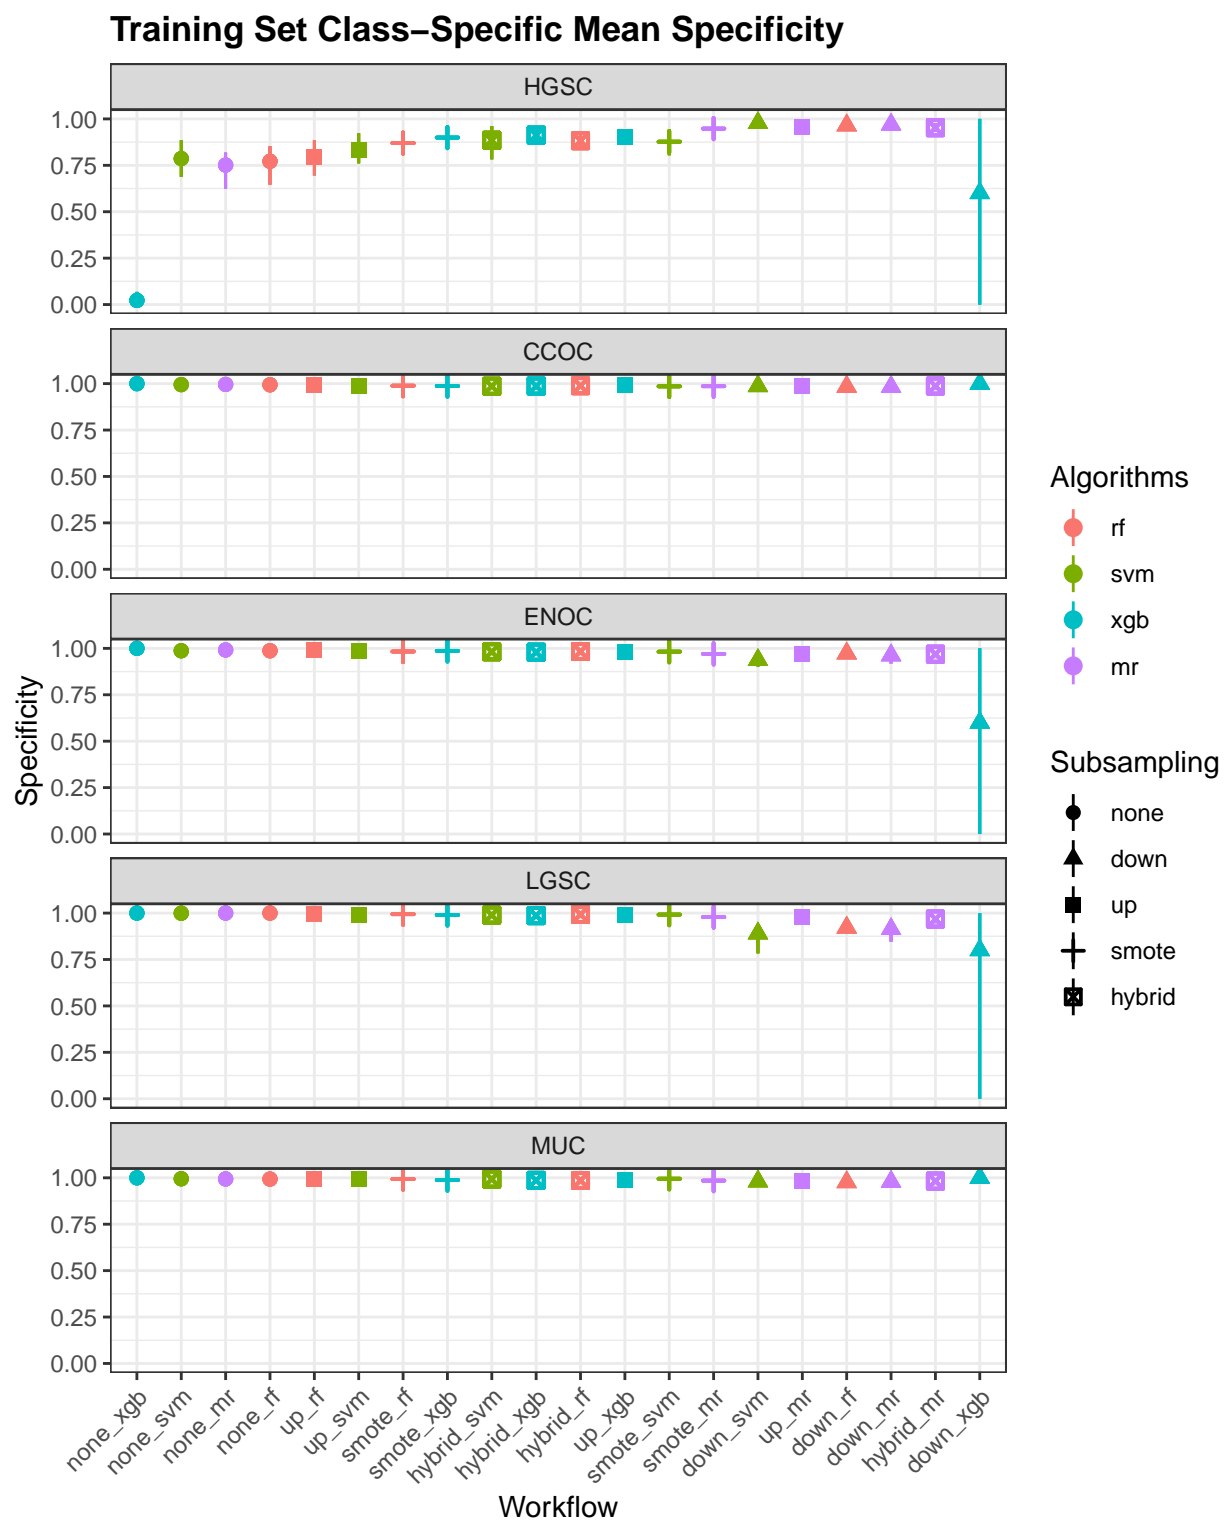 Training Set Class–Specific Mean Specificity
HGSC
1.00
0.75
0.50
0.25
0.00
CCOC
1.00
0.75
0.50
0.25
0.00
ENOC
1.00
0.75
0.50
0.25
0.00
LGSC
1.00
0.75
0.50
0.25
0.00
MUC
1.00
0.75
0.50
0.25
0.00
Specificity
none_xgb
none_svm
none_mr
none_rf
up_rf
up_svm
smote_rf
smote_xgb
hybrid_svm
hybrid_xgb
hybrid_rf
up_xgb
smote_svm
smote_mr
down_svm
up_mr
down_rf
down_mr
hybrid_mr
down_xgb
Workflow
Algorithms
rf
svm
xgb
mr
Subsampling
none
down
up
smote
hybrid